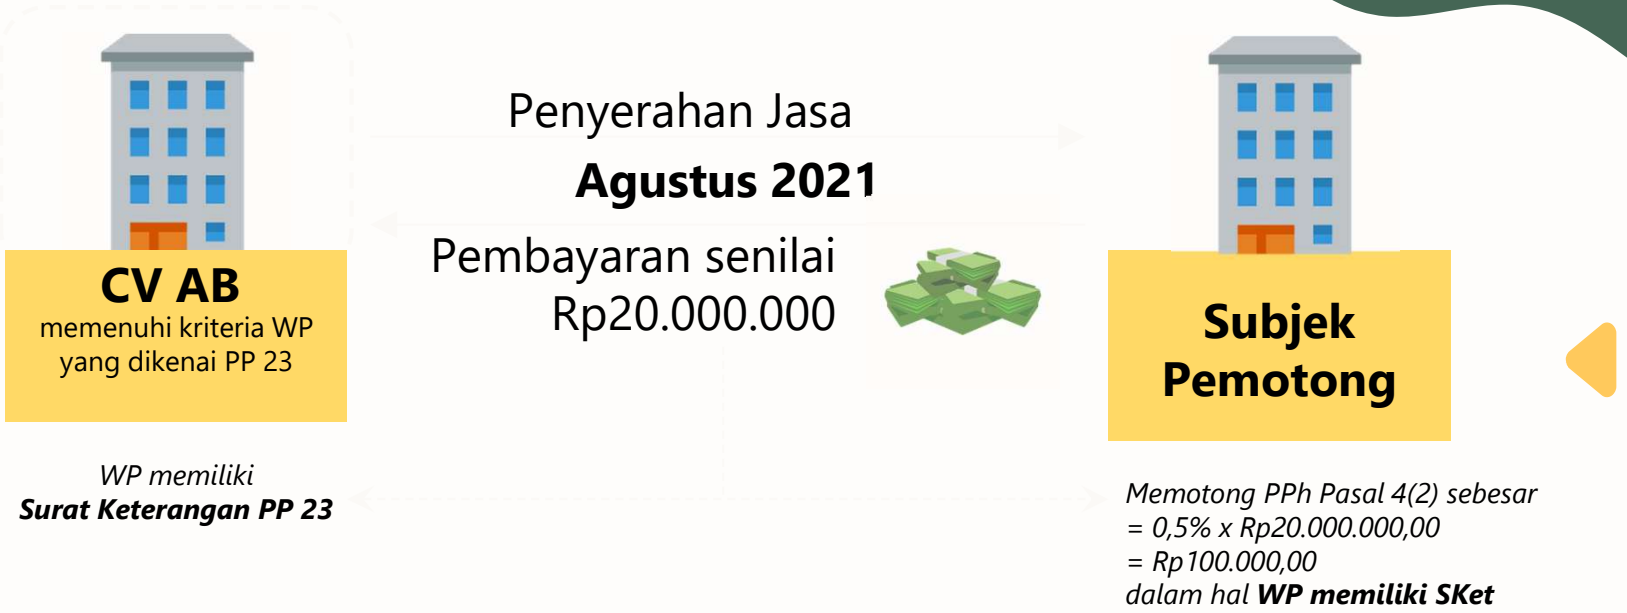 Penyerahan Jasa
Agustus 2021
Pembayaran senilai
Rp20.000.000
CV AB
memenuhi kriteria WP
yang dikenai PP 23
WP memiliki
Surat Keterangan PP 23
Subjek
Pemotong
Memotong PPh Pasal 4(2) sebesar
= 0,5% x Rp20.000.000,00
= Rp100.000,00
dalam hal WP memiliki SKet